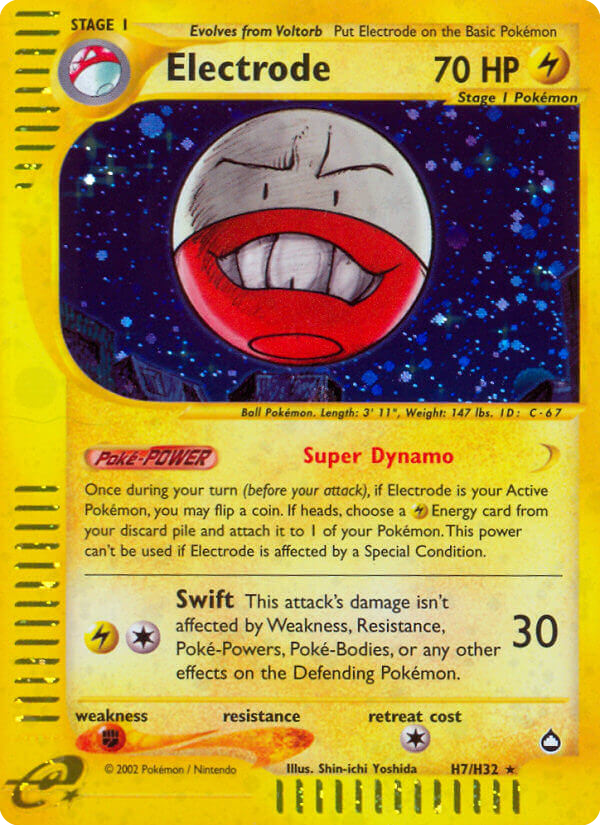 STAGE 1
Evolves from Voltorb Put Electrode on the Basic Pokémon
Electrode 70 HP
Stage 1 Pokémon
Ball Pokémon. Length: 3' 11", Weight: 147 lbs. ID: C-67
Poké-POWER Super Dynamo
Once during your turn (before your attack), if Electrode is your Active
Pokémon, you may flip a coin. If heads, choose a Energy card from
your discard pile and attach it to 1 of your Pokémon. This power
can't be used if Electrode is affected by a Special Condition.
Swift This attack's damage isn't
affected by Weakness, Resistance,
Poké-Powers, Poké-Bodies, or any other
effects on the Defending Pokémon.
30
weakness resistance retreat cost
e
© 2002 Pokémon / Nintendo Illus. Shin-ichi Yoshida H7/H32 ★